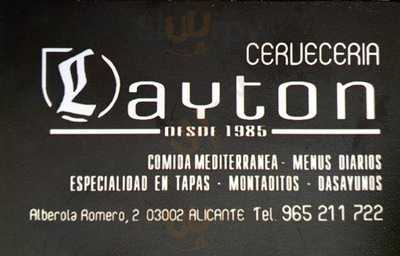 CERVECERIA
Layton
DESDE 1985
COMIDA MEDITERRANEA - MENUS DIARIOS
ESPECIALIDAD EN TAPAS - MONTADITOS - DASAYUNOS
Alberola Romero, 2 03002 ALICANTE Tel. 965 211 722